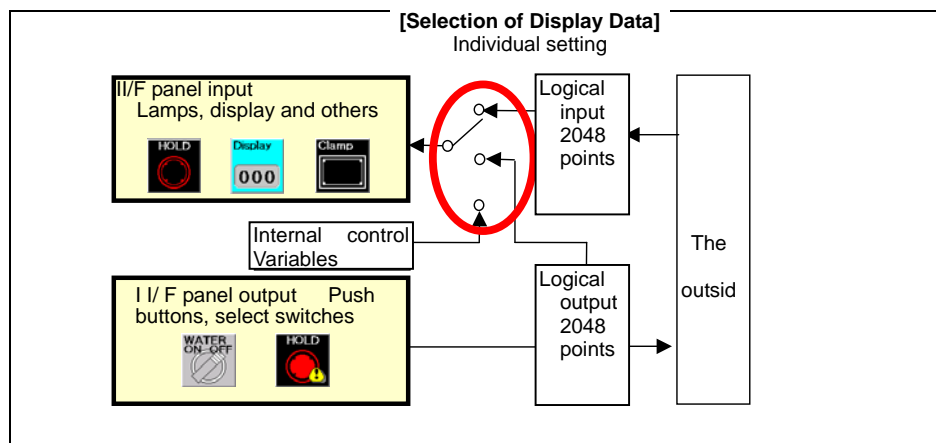 [Selection of Display Data]
Individual setting
II/F panel input
Lamps, display and others
HOLD
Display
000
Clamp
Logical
input
2048
points
Internal control
Variables
The
outsid
I I/ F panel output Push
buttons, select switches
WATER
ON OFF
HOLD
Logical
output
2048
points